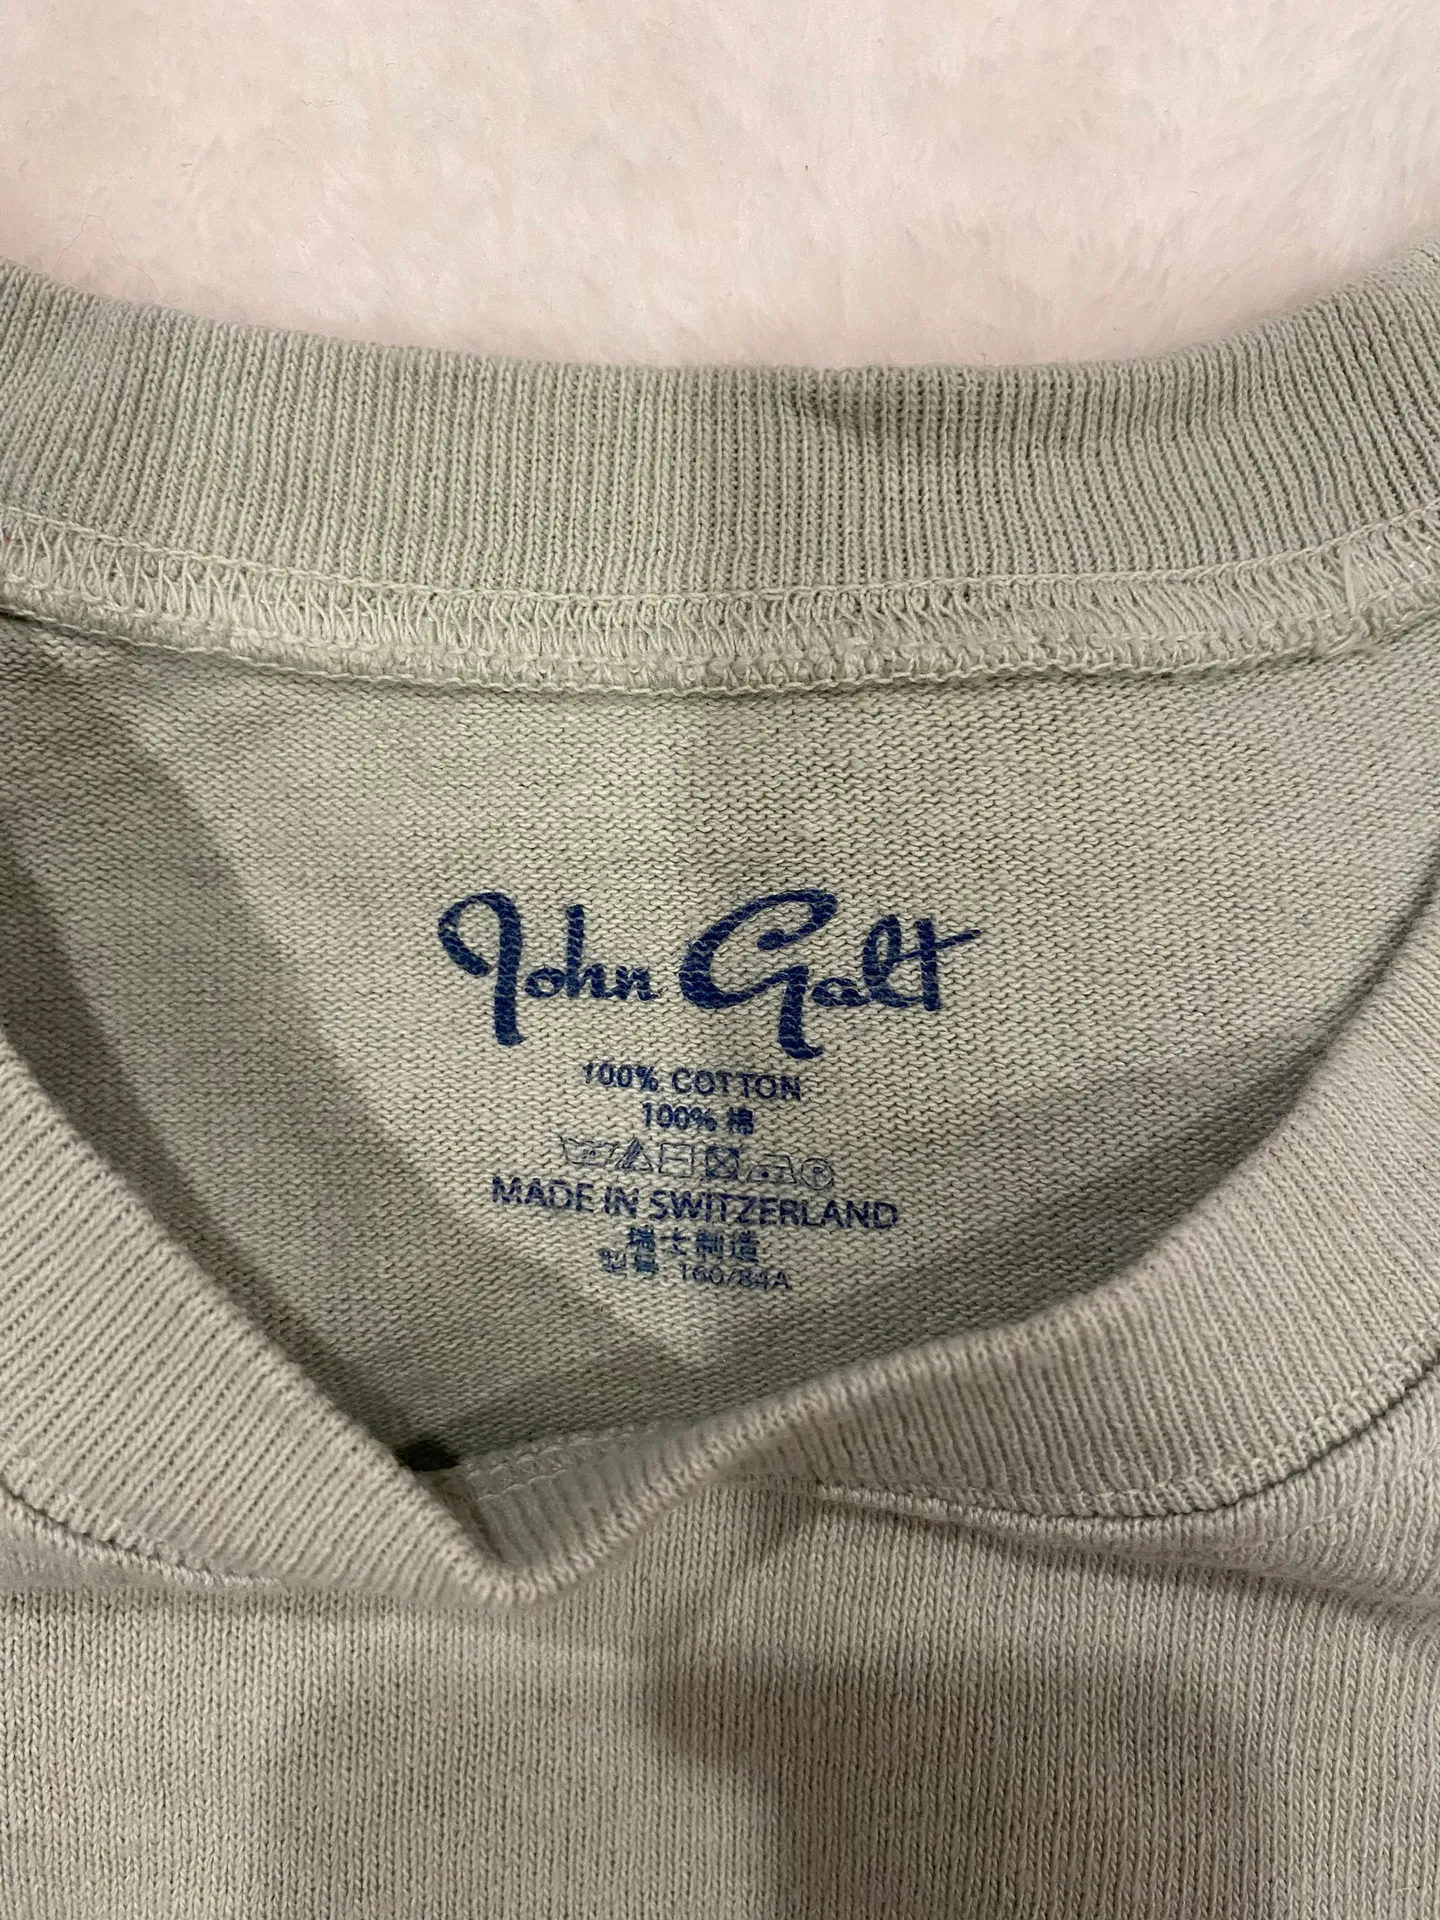 John Galt
100% COTTON
100% 棉
MADE IN SWITZERLAND
瑞士制造
型号: 160/84A